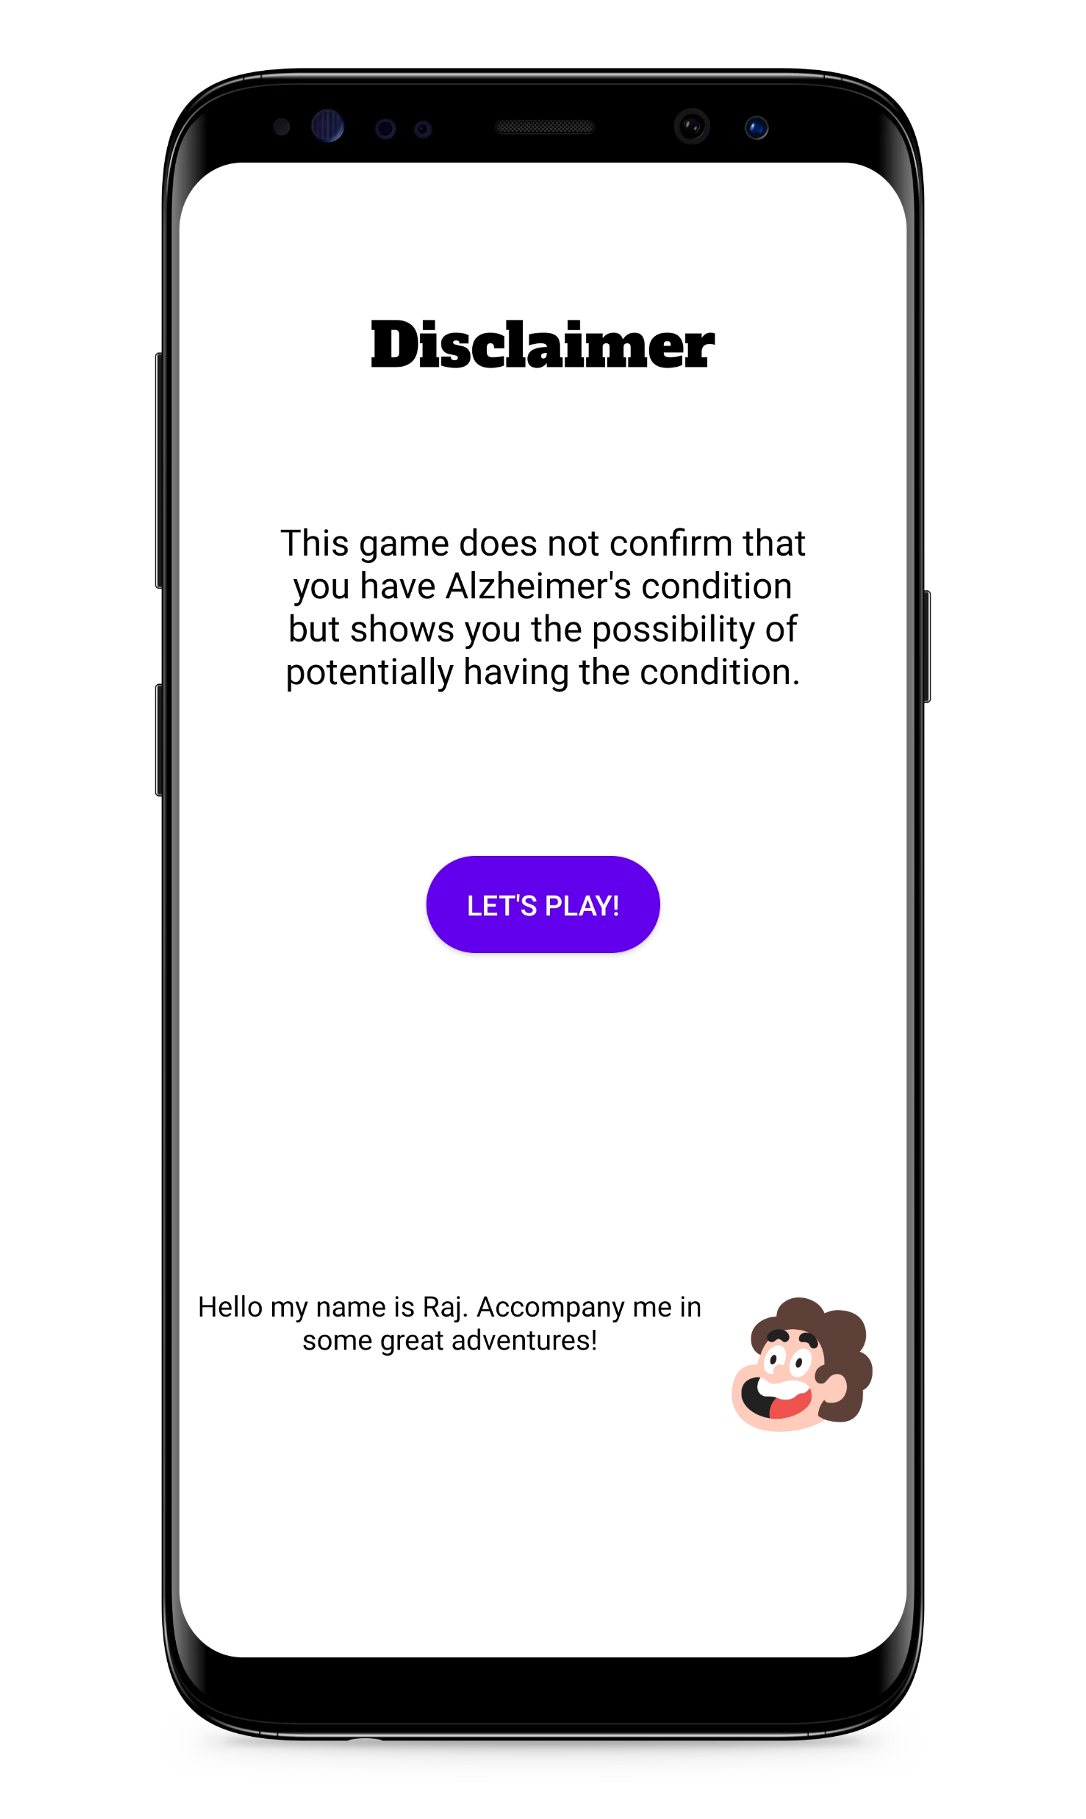 Disclaimer
This game does not confirm that
you have Alzheimer's condition
but shows you the possibility of
potentially having the condition.
LET'S PLAY!
Hello my name is Raj. Accompany me in
some great adventures!